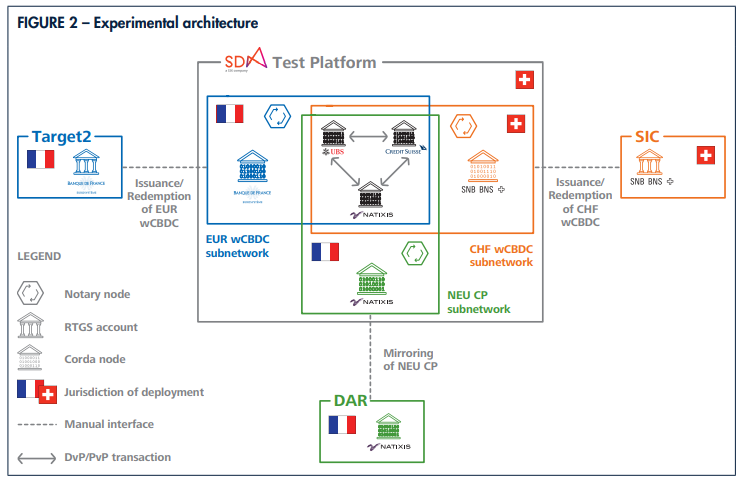 FIGURE 2 – Experimental architecture
SDX Test Platform
Target2
BANQUE DE FRANCE
EUROSYSTÈME
Issuance/
Redemption
of EUR
wCBDC
UBS
CREDIT SUISSE
NATIXIS
BANQUE DE FRANCE
EUROSYSTÈME
SNB BNS
EUR wCBDC
subnetwork
CHF wCBDC
subnetwork
NATIXIS
NEU CP
subnetwork
Issuance/
Redemption
of CHF
wCBDC
SIC
SNB BNS
Mirroring
of NEU CP
DAR
NATIXIS
LEGEND
Notary node
RTGS account
Corda node
Jurisdiction of deployment
Manual interface
DvP/PvP transaction